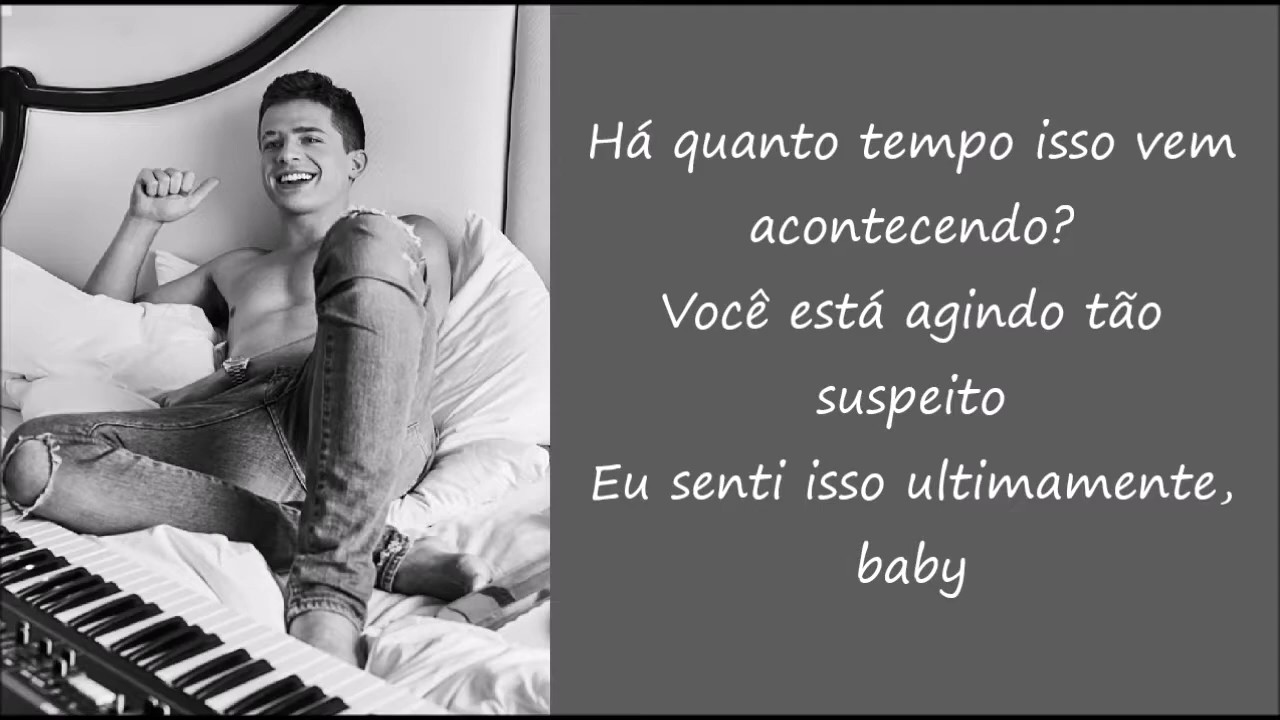 Há quanto tempo isso vem
acontecendo?
Você está agindo tão
suspeito
Eu senti isso ultimamente,
baby